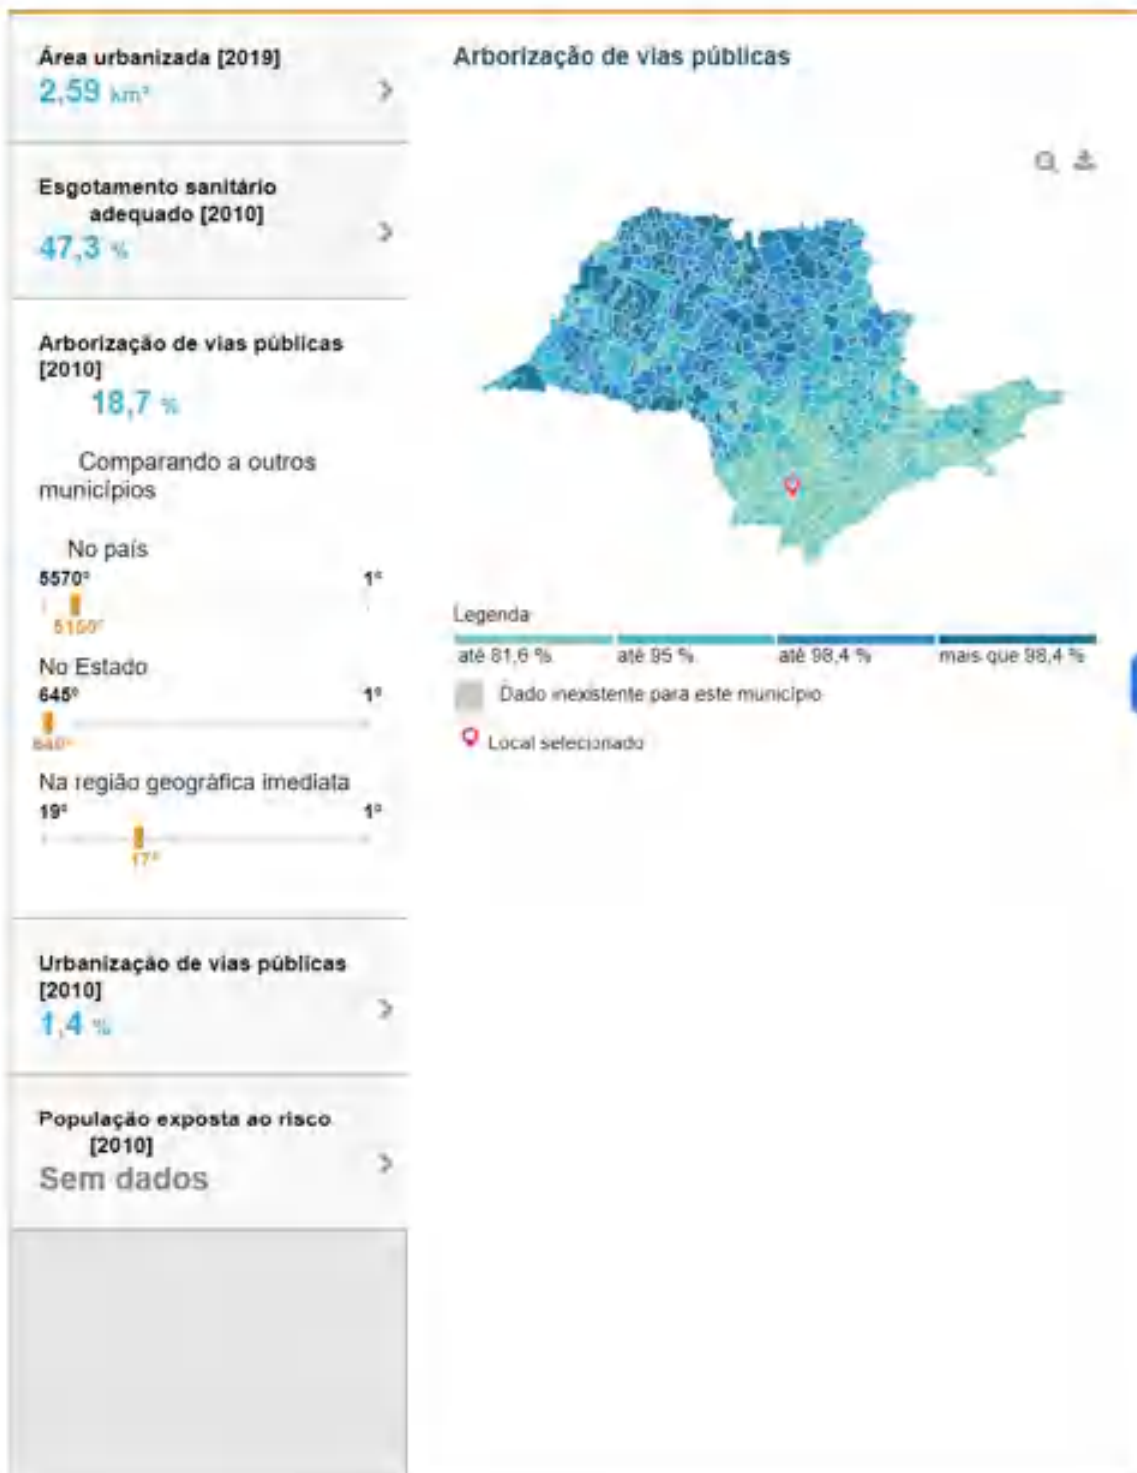 Área urbanizada [2019]
2,59 km²
Esgotamento sanitário
adequado [2010]
47,3 %
Arborização de vias públicas
[2010]
18,7 %
Comparando a outros
municípios
No país
5570º 1º
No Estado
645º 1º
Na região geográfica imediata
19º 1º
17º
Urbanização de vias públicas
[2010]
1,4 %
População exposta ao risco
[2010]
Sem dados
Arborização de vias públicas
Legenda
até 81,6 % até 95 % até 98,4 % mais que 98,4 %
Dado inexistente para este município
Local selecionado